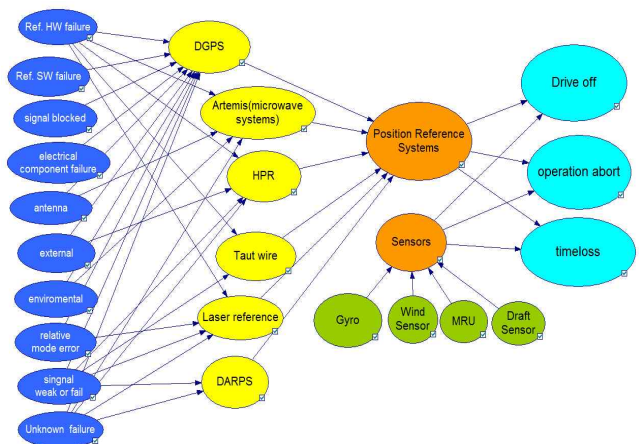 Ref. HW failure
Ref. SW failure
signal blocked
electrical
component failure
antenna
external
enviromental
relative
mode error
singnal
weak or fail
Unknown failure
DGPS
Artemis(microwave
systems)
HPR
Taut wire
Laser reference
DARPS
Position Reference
Systems
Sensors
Gyro
Wind
Sensor
MRU
Draft
Sensor
Drive off
operation abort
timeloss